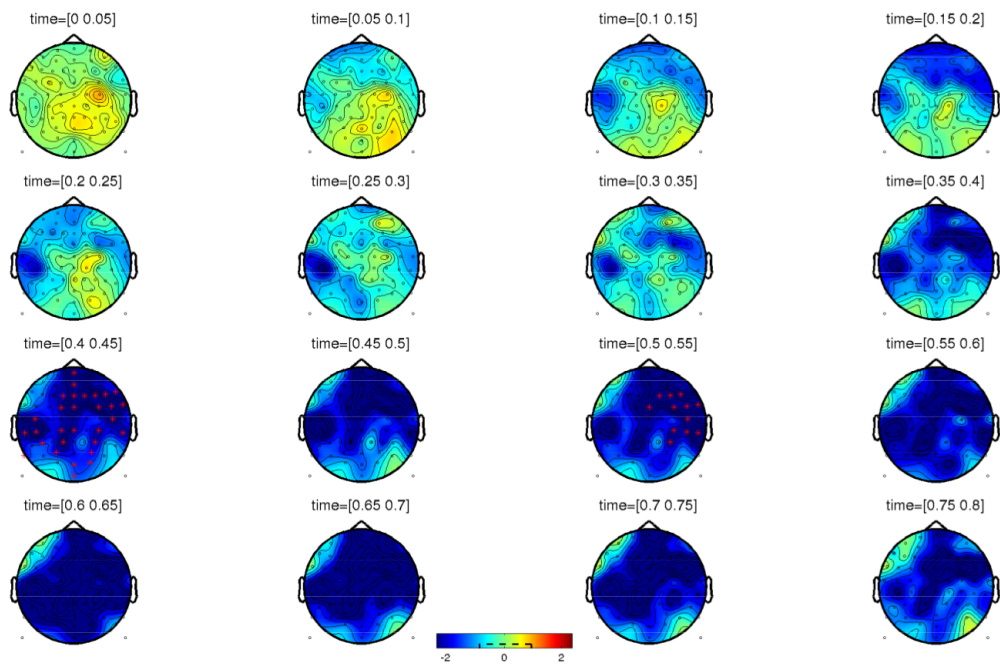 time=[0 0.05]
time=[0.05 0.1]
time=[0.1 0.15]
time=[0.15 0.2]
time=[0.2 0.25]
time=[0.25 0.3]
time=[0.3 0.35]
time=[0.35 0.4]
time=[0.4 0.45]
time=[0.45 0.5]
time=[0.5 0.55]
time=[0.55 0.6]
time=[0.6 0.65]
time=[0.65 0.7]
time=[0.7 0.75]
time=[0.75 0.8]
-2 0 2